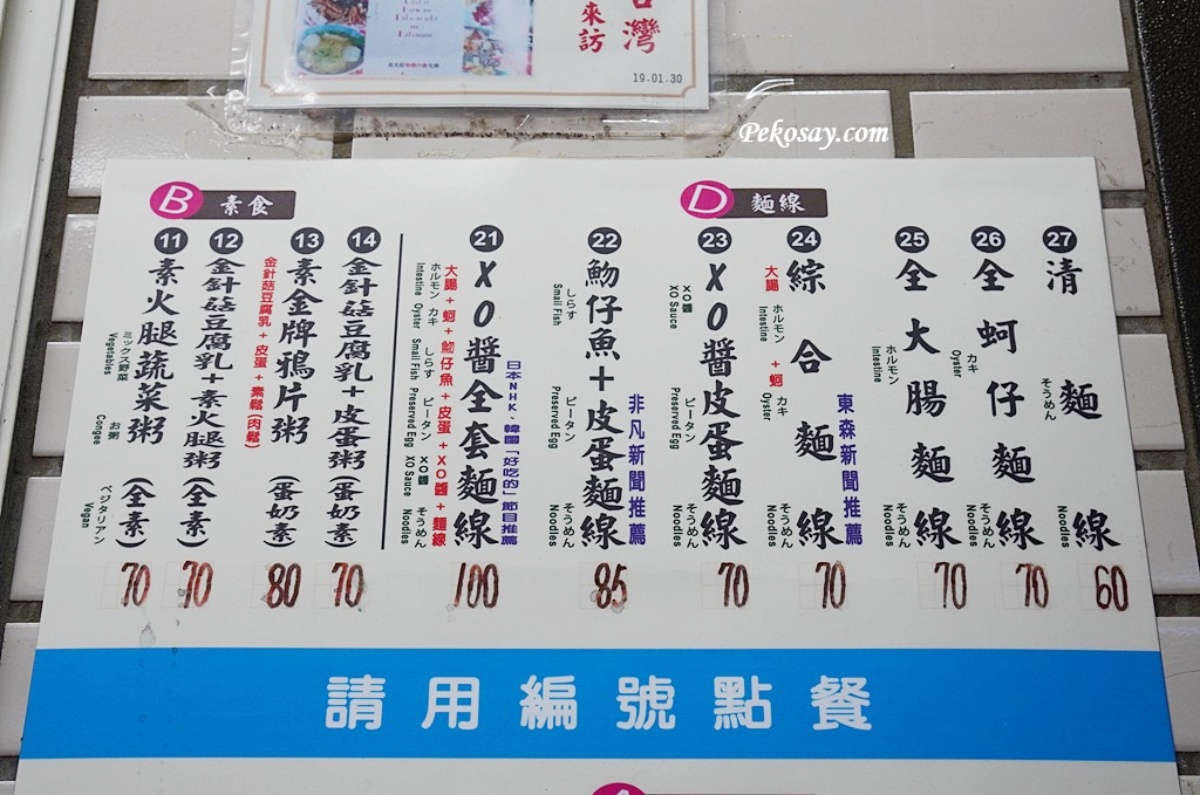 台灣
來訪
19.01.30
Pekosay.com
B 素食
11
素火腿蔬菜粥（全素）
ミックス野菜 お粥 ベジタリアン
Vegetables Congee Vegan
70
12
金針菇豆腐乳+素火腿粥（全素）
70
13
素金牌鴉片粥（蛋奶素）
金針菇豆腐乳+皮蛋+素鬆(肉鬆)
80
14
金針菇豆腐乳+皮蛋粥（蛋奶素）
70
21
XO醬全套麵線
日本NHK、韓國「好吃的」節目推薦
大腸+蚵+魩仔魚+皮蛋+XO醬+麵線
ホルモン カキ しらす ピータン XO醬 そうめん
Intestine Oyster Small Fish Preserved Egg XO Sauce Noodles
100
22
魩仔魚+皮蛋麵線
非凡新聞推薦
しらす ピータン そうめん
Small Fish Preserved Egg Noodles
85
D 麵線
23
XO醬皮蛋麵線
XO醬 ピータン そうめん
XO Sauce Preserved Egg Noodles
70
24
綜合麵線
東森新聞推薦
大腸+蚵
ホルモン カキ そうめん
Intestine Oyster Noodles
70
25
全大腸麵線
ホルモン そうめん
Intestine Noodles
70
26
全蚵仔麵線
カキ そうめん
Oyster Noodles
70
27
清麵線
そうめん
Noodles
60
請用編號點餐